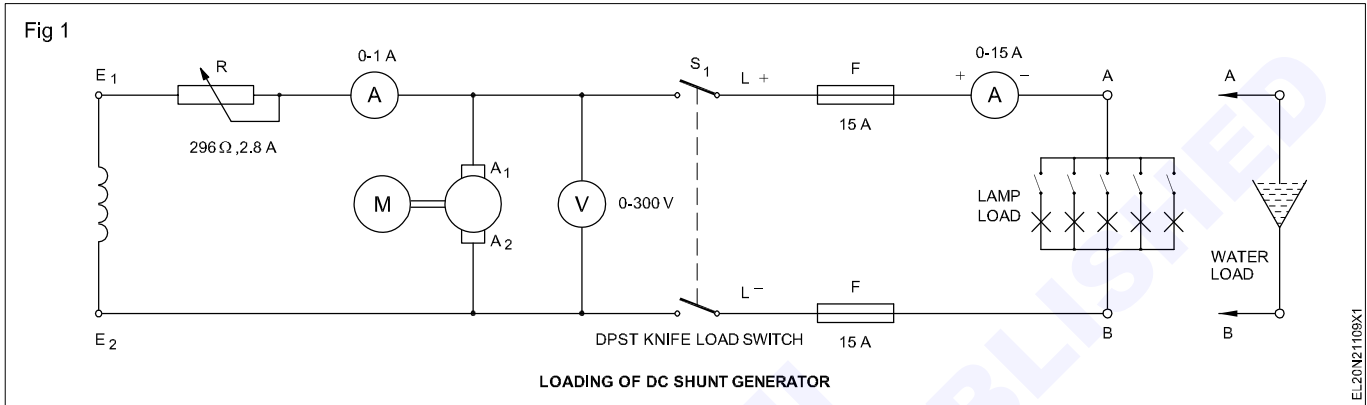 Fig 1
0-1 A
0-15 A
E1
R
A
S1
L +
F
+ A −
A
A
296 Ω ,2.8 A
15 A
M
A1
A2
V
0-300 V
LAMP
LOAD
WATER
LOAD
L −
F
E2
DPST KNIFE LOAD SWITCH
15 A
B
B
LOADING OF DC SHUNT GENERATOR
EL20N21109X1
BLISHED